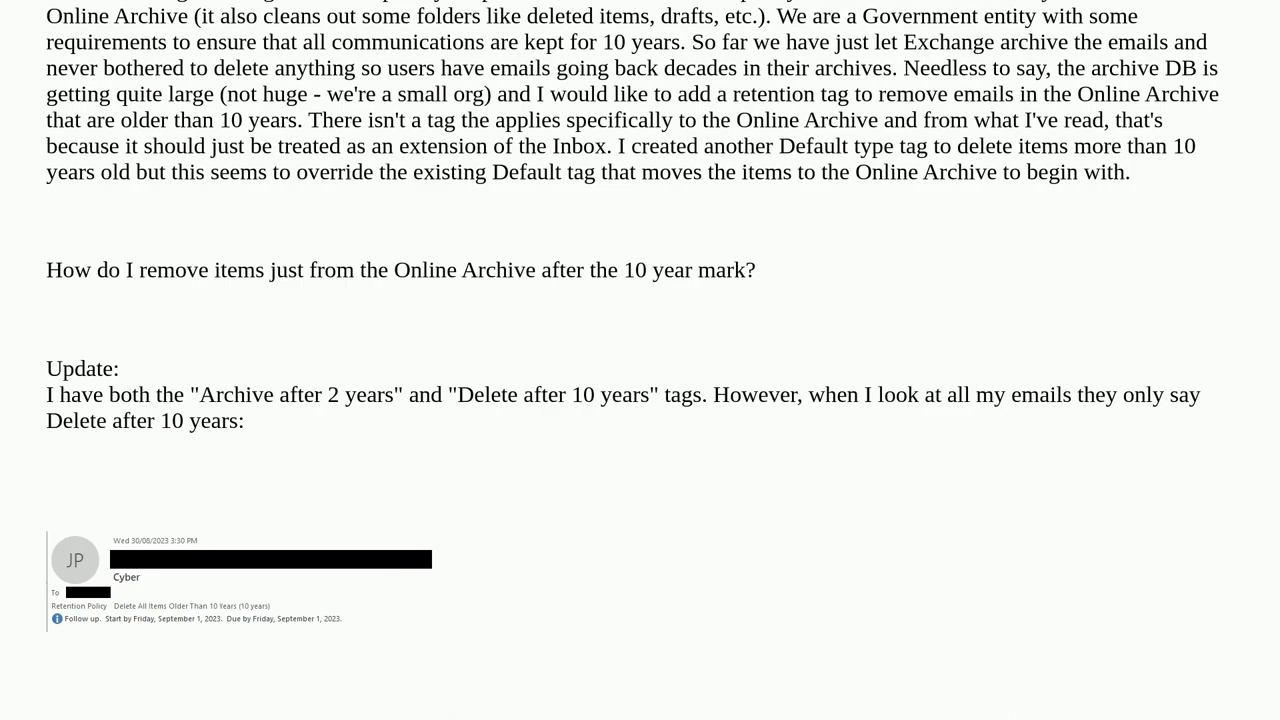 Online Archive (it also cleans out some folders like deleted items, drafts, etc.). We are a Government entity with some
requirements to ensure that all communications are kept for 10 years. So far we have just let Exchange archive the emails and
never bothered to delete anything so users have emails going back decades in their archives. Needless to say, the archive DB is
getting quite large (not huge - we're a small org) and I would like to add a retention tag to remove emails in the Online Archive
that are older than 10 years. There isn't a tag the applies specifically to the Online Archive and from what I've read, that's
because it should just be treated as an extension of the Inbox. I created another Default type tag to delete items more than 10
years old but this seems to override the existing Default tag that moves the items to the Online Archive to begin with.
How do I remove items just from the Online Archive after the 10 year mark?
Update:
I have both the "Archive after 2 years" and "Delete after 10 years" tags. However, when I look at all my emails they only say
Delete after 10 years:
Wed 30/08/2023 3:30 PM
JP
Cyber
To
Retention Policy Delete All Items Older Than 10 Years (10 years)
Follow up. Start by Friday, September 1, 2023. Due by Friday, September 1, 2023.